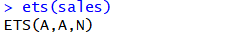 > ets(sales)
ETS(A,A,N)